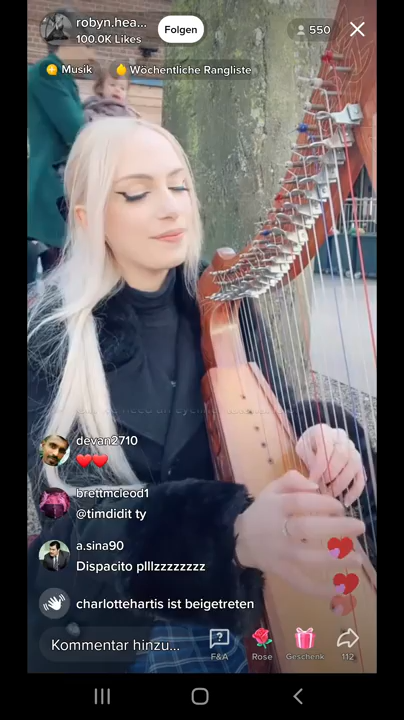 robyn.hea...
100.0K Likes
Folgen
550
Musik
Wöchentliche Rangliste
devan2710
brettmcleod1
@timdidit ty
a.sina90
Dispacito plllzzzzzzzz
charlottehartis ist beigetreten
Kommentar hinzu...
F&A
Rose
Geschenk
112